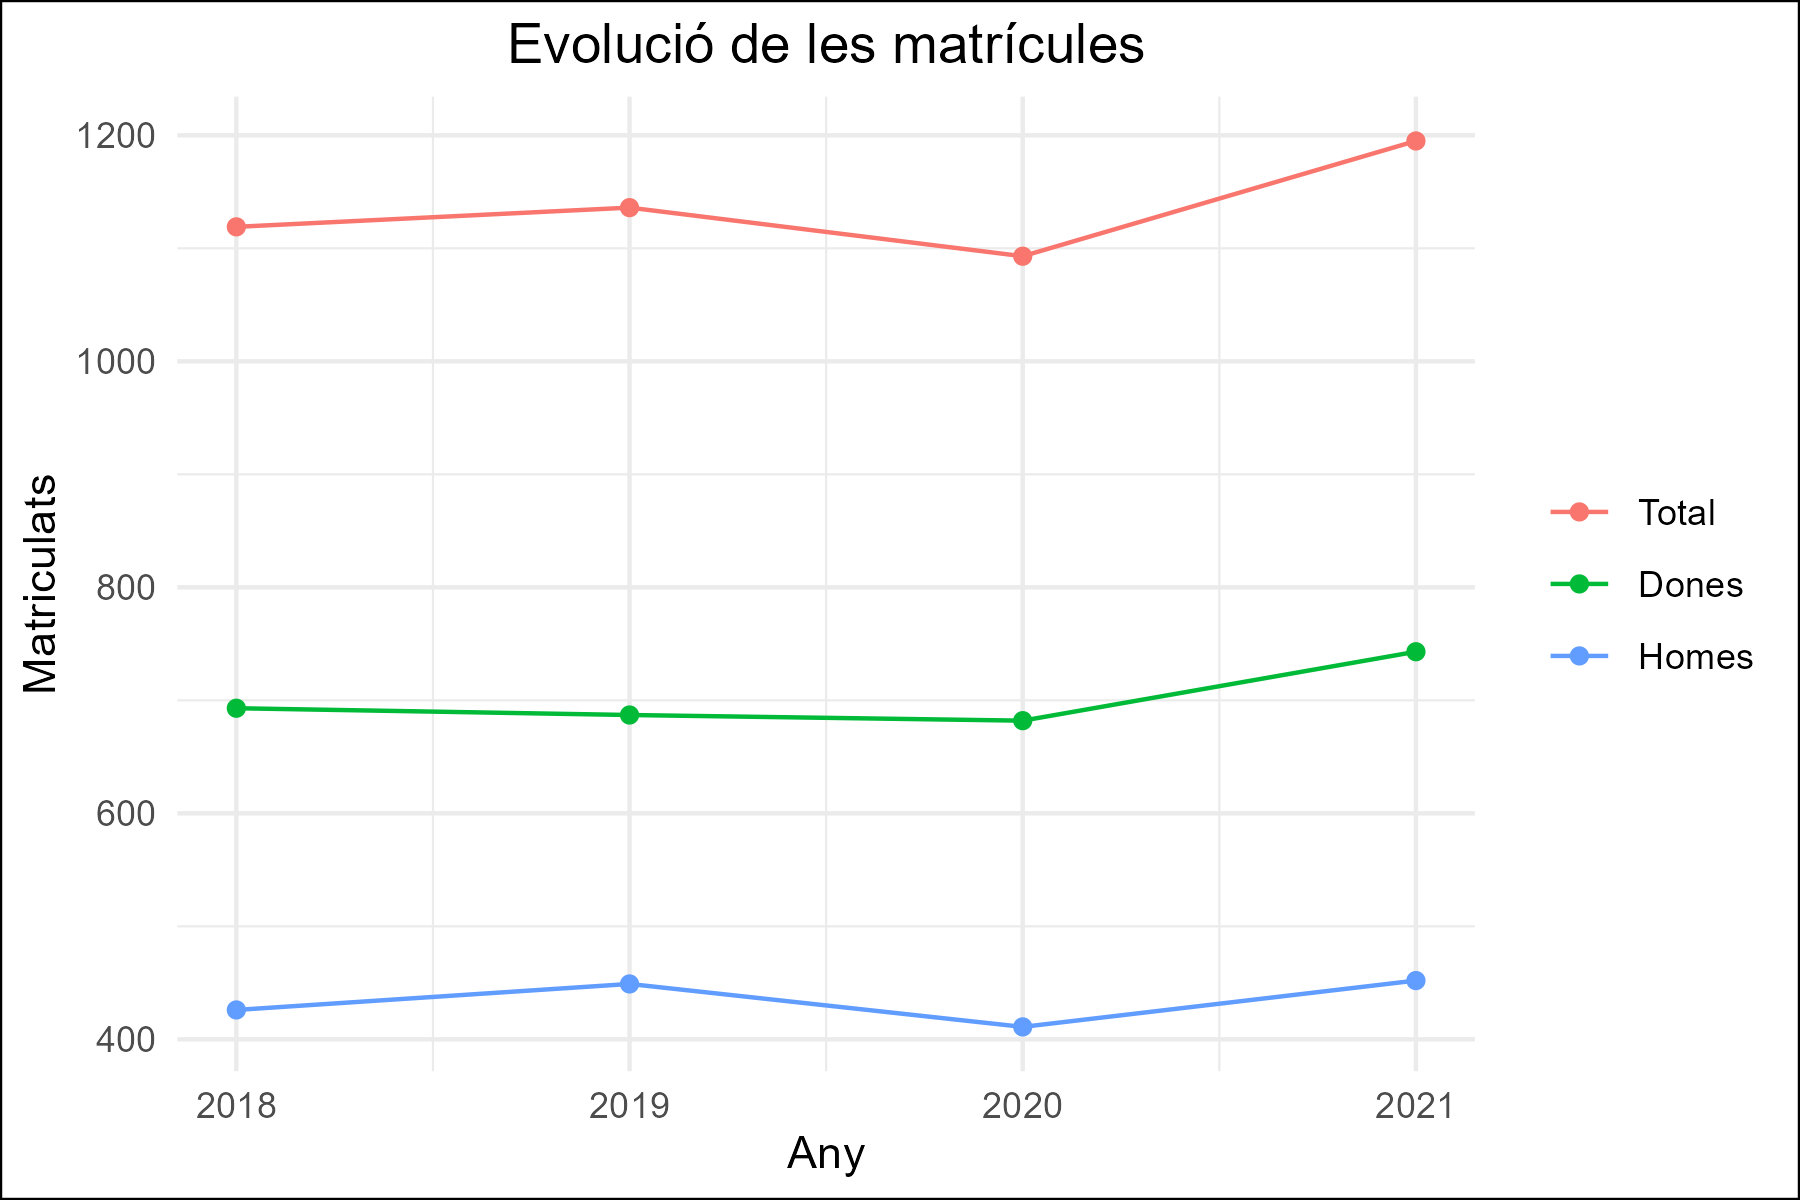 Evolució de les matrícules
1200
1000
800
600
400
Matriculats
2018 2019 2020 2021
Any
Total
Dones
Homes